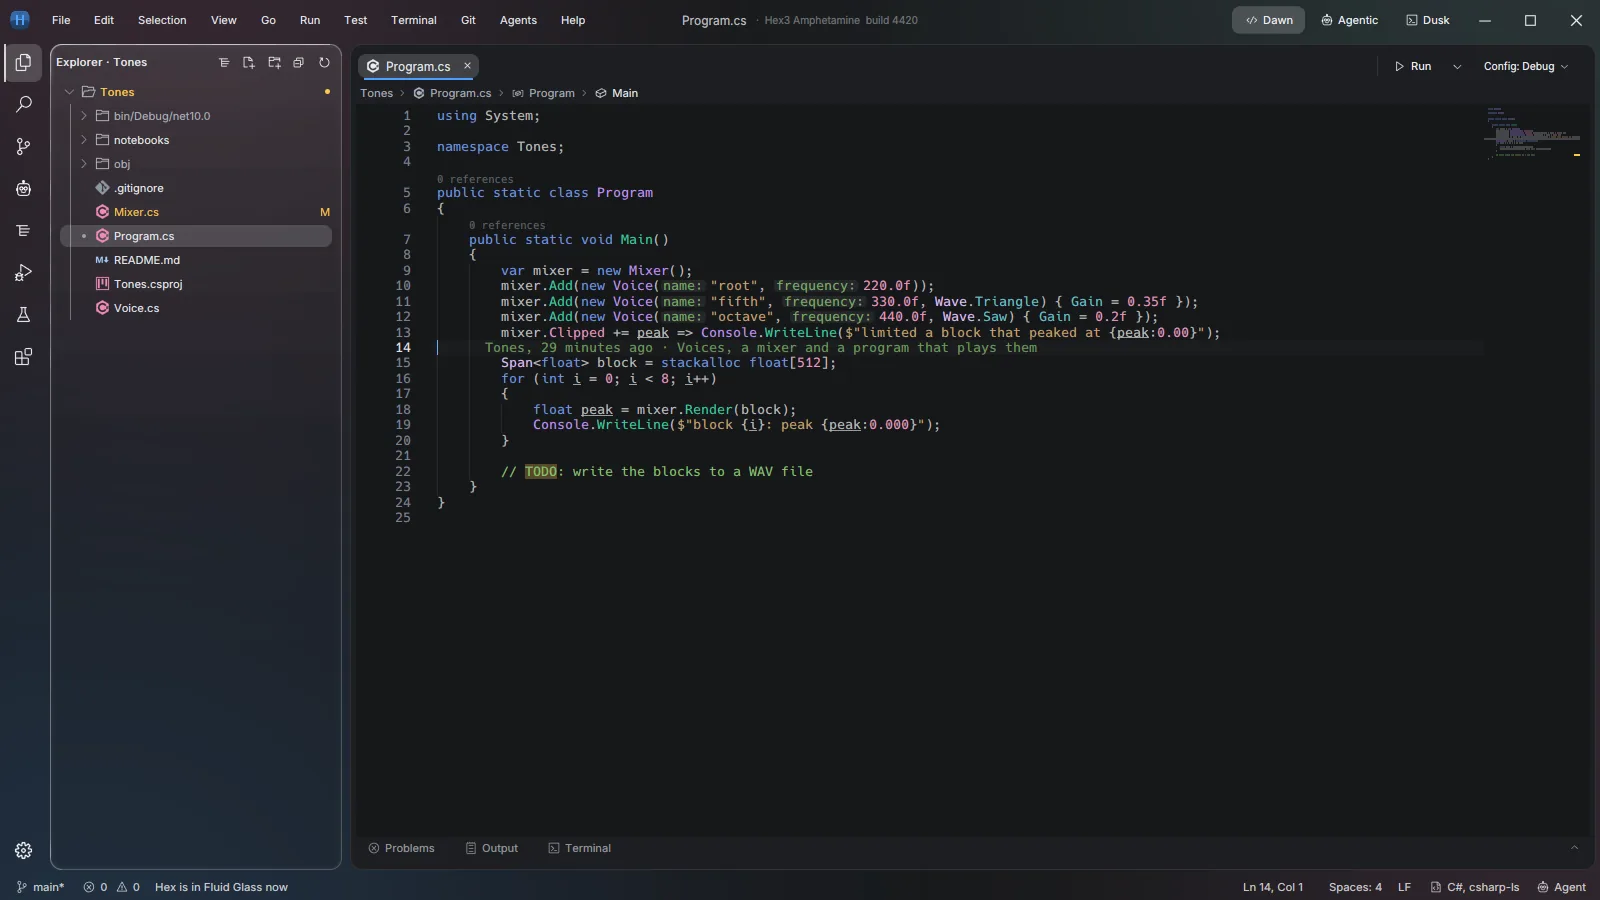 H File Edit Selection View Go Run Test Terminal Git Agents Help Program.cs · Hex3 Amphetamine build 4420 Dawn Agentic Dusk
Explorer · Tones
Tones
bin/Debug/net10.0
notebooks
obj
.gitignore
Mixer.cs M
Program.cs
README.md
Tones.csproj
Voice.cs
Program.cs Run Config: Debug
Tones > Program.cs > Program > Main
1 using System;
2
3 namespace Tones;
4
0 references
5 public static class Program
6 {
0 references
7 public static void Main()
8 {
9 var mixer = new Mixer();
10 mixer.Add(new Voice(name: "root", frequency: 220.0f));
11 mixer.Add(new Voice(name: "fifth", frequency: 330.0f, Wave.Triangle) { Gain = 0.35f });
12 mixer.Add(new Voice(name: "octave", frequency: 440.0f, Wave.Saw) { Gain = 0.2f });
13 mixer.Clipped += peak => Console.WriteLine($"limited a block that peaked at {peak:0.00}");
14 Tones, 29 minutes ago · Voices, a mixer and a program that plays them
15 Span<float> block = stackalloc float[512];
16 for (int i = 0; i < 8; i++)
17 {
18 float peak = mixer.Render(block);
19 Console.WriteLine($"block {i}: peak {peak:0.000}");
20 }
21
22 // TODO: write the blocks to a WAV file
23 }
24 }
25
Problems Output Terminal
main* 0 0 Hex is in Fluid Glass now Ln 14, Col 1 Spaces: 4 LF C#, csharp-ls Agent